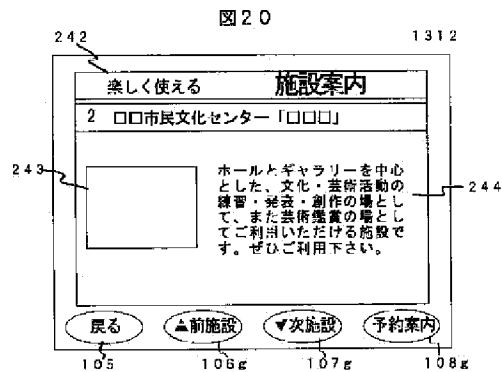 図20
242
1312
楽しく使える 施設案内
2 □□市民文化センター「□□□」
243
ホールとギャラリーを中心
とした、文化・芸術活動の
練習・発表・創作の場とし
て、また芸術鑑賞の場とし
てご利用いただける施設で
す。ぜひご利用下さい。
244
戻る ▲前施設 ▼次施設 予約案内
105 106g 107g 108g